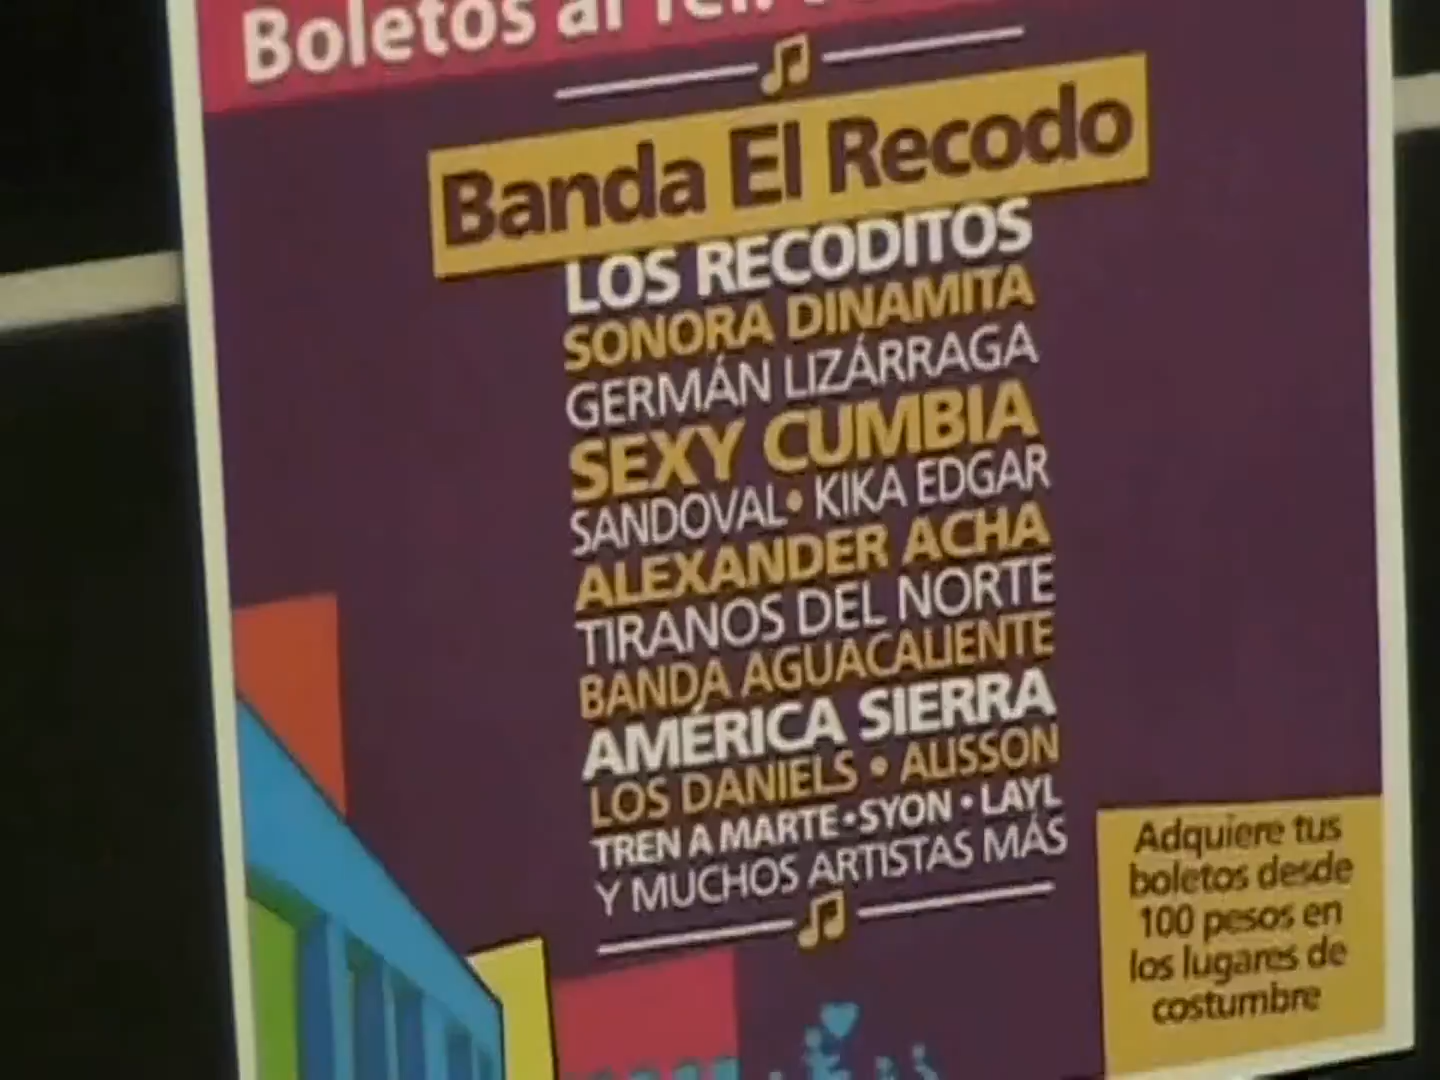 Boletos al Tel.
Banda El Recodo
LOS RECODITOS
SONORA DINAMITA
GERMÁN LIZÁRRAGA
SEXY CUMBIA
SANDOVAL • KIKA EDGAR
ALEXANDER ACHA
TIRANOS DEL NORTE
BANDA AGUACALIENTE
AMÉRICA SIERRA
LOS DANIELS • ALISSON
TREN A MARTE • SYON • LAYL
Y MUCHOS ARTISTAS MÁS
Adquiere tus
boletos desde
100 pesos en
los lugares de
costumbre